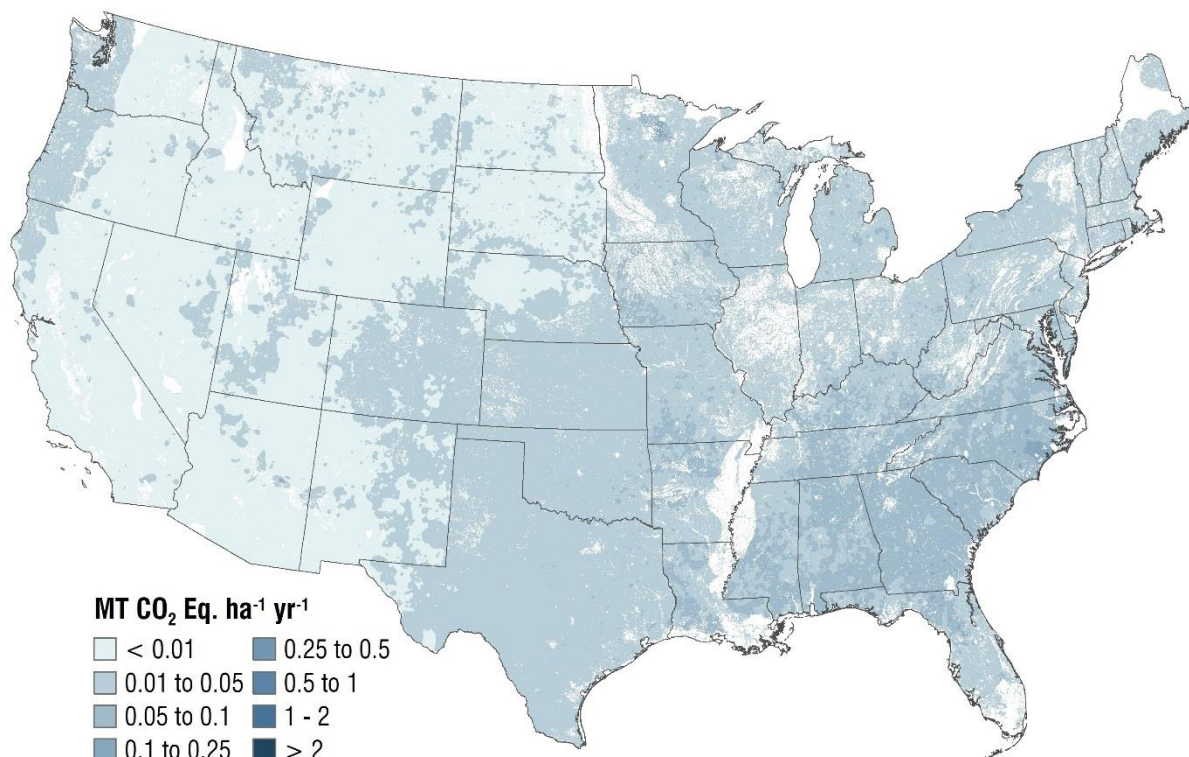 MT CO₂ Eq. ha⁻¹ yr⁻¹
< 0.01
0.01 to 0.05
0.05 to 0.1
0.1 to 0.25
0.25 to 0.5
0.5 to 1
1 - 2
> 2